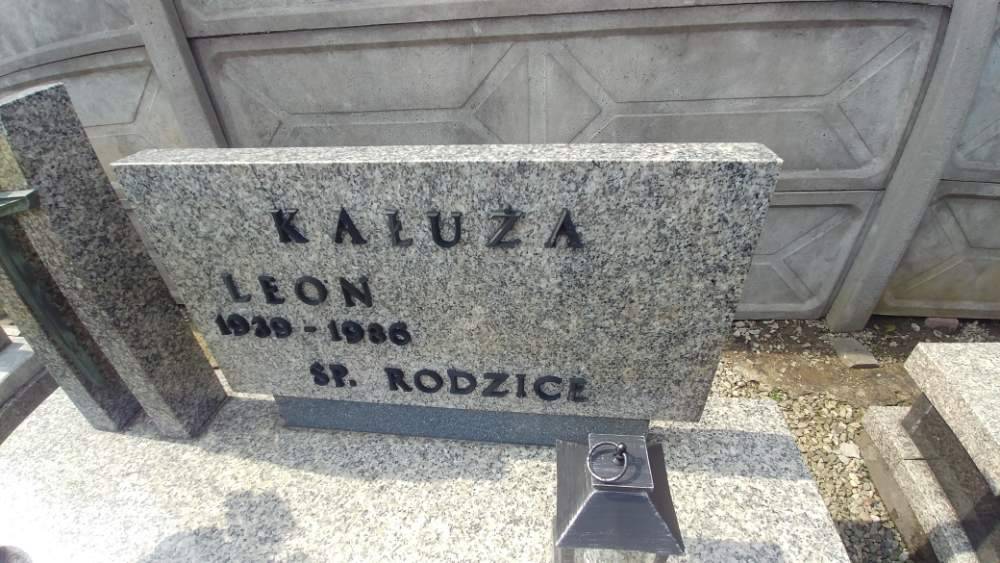 KAŁUŻA
LEON
1939 - 1986
ŚP. RODZICE